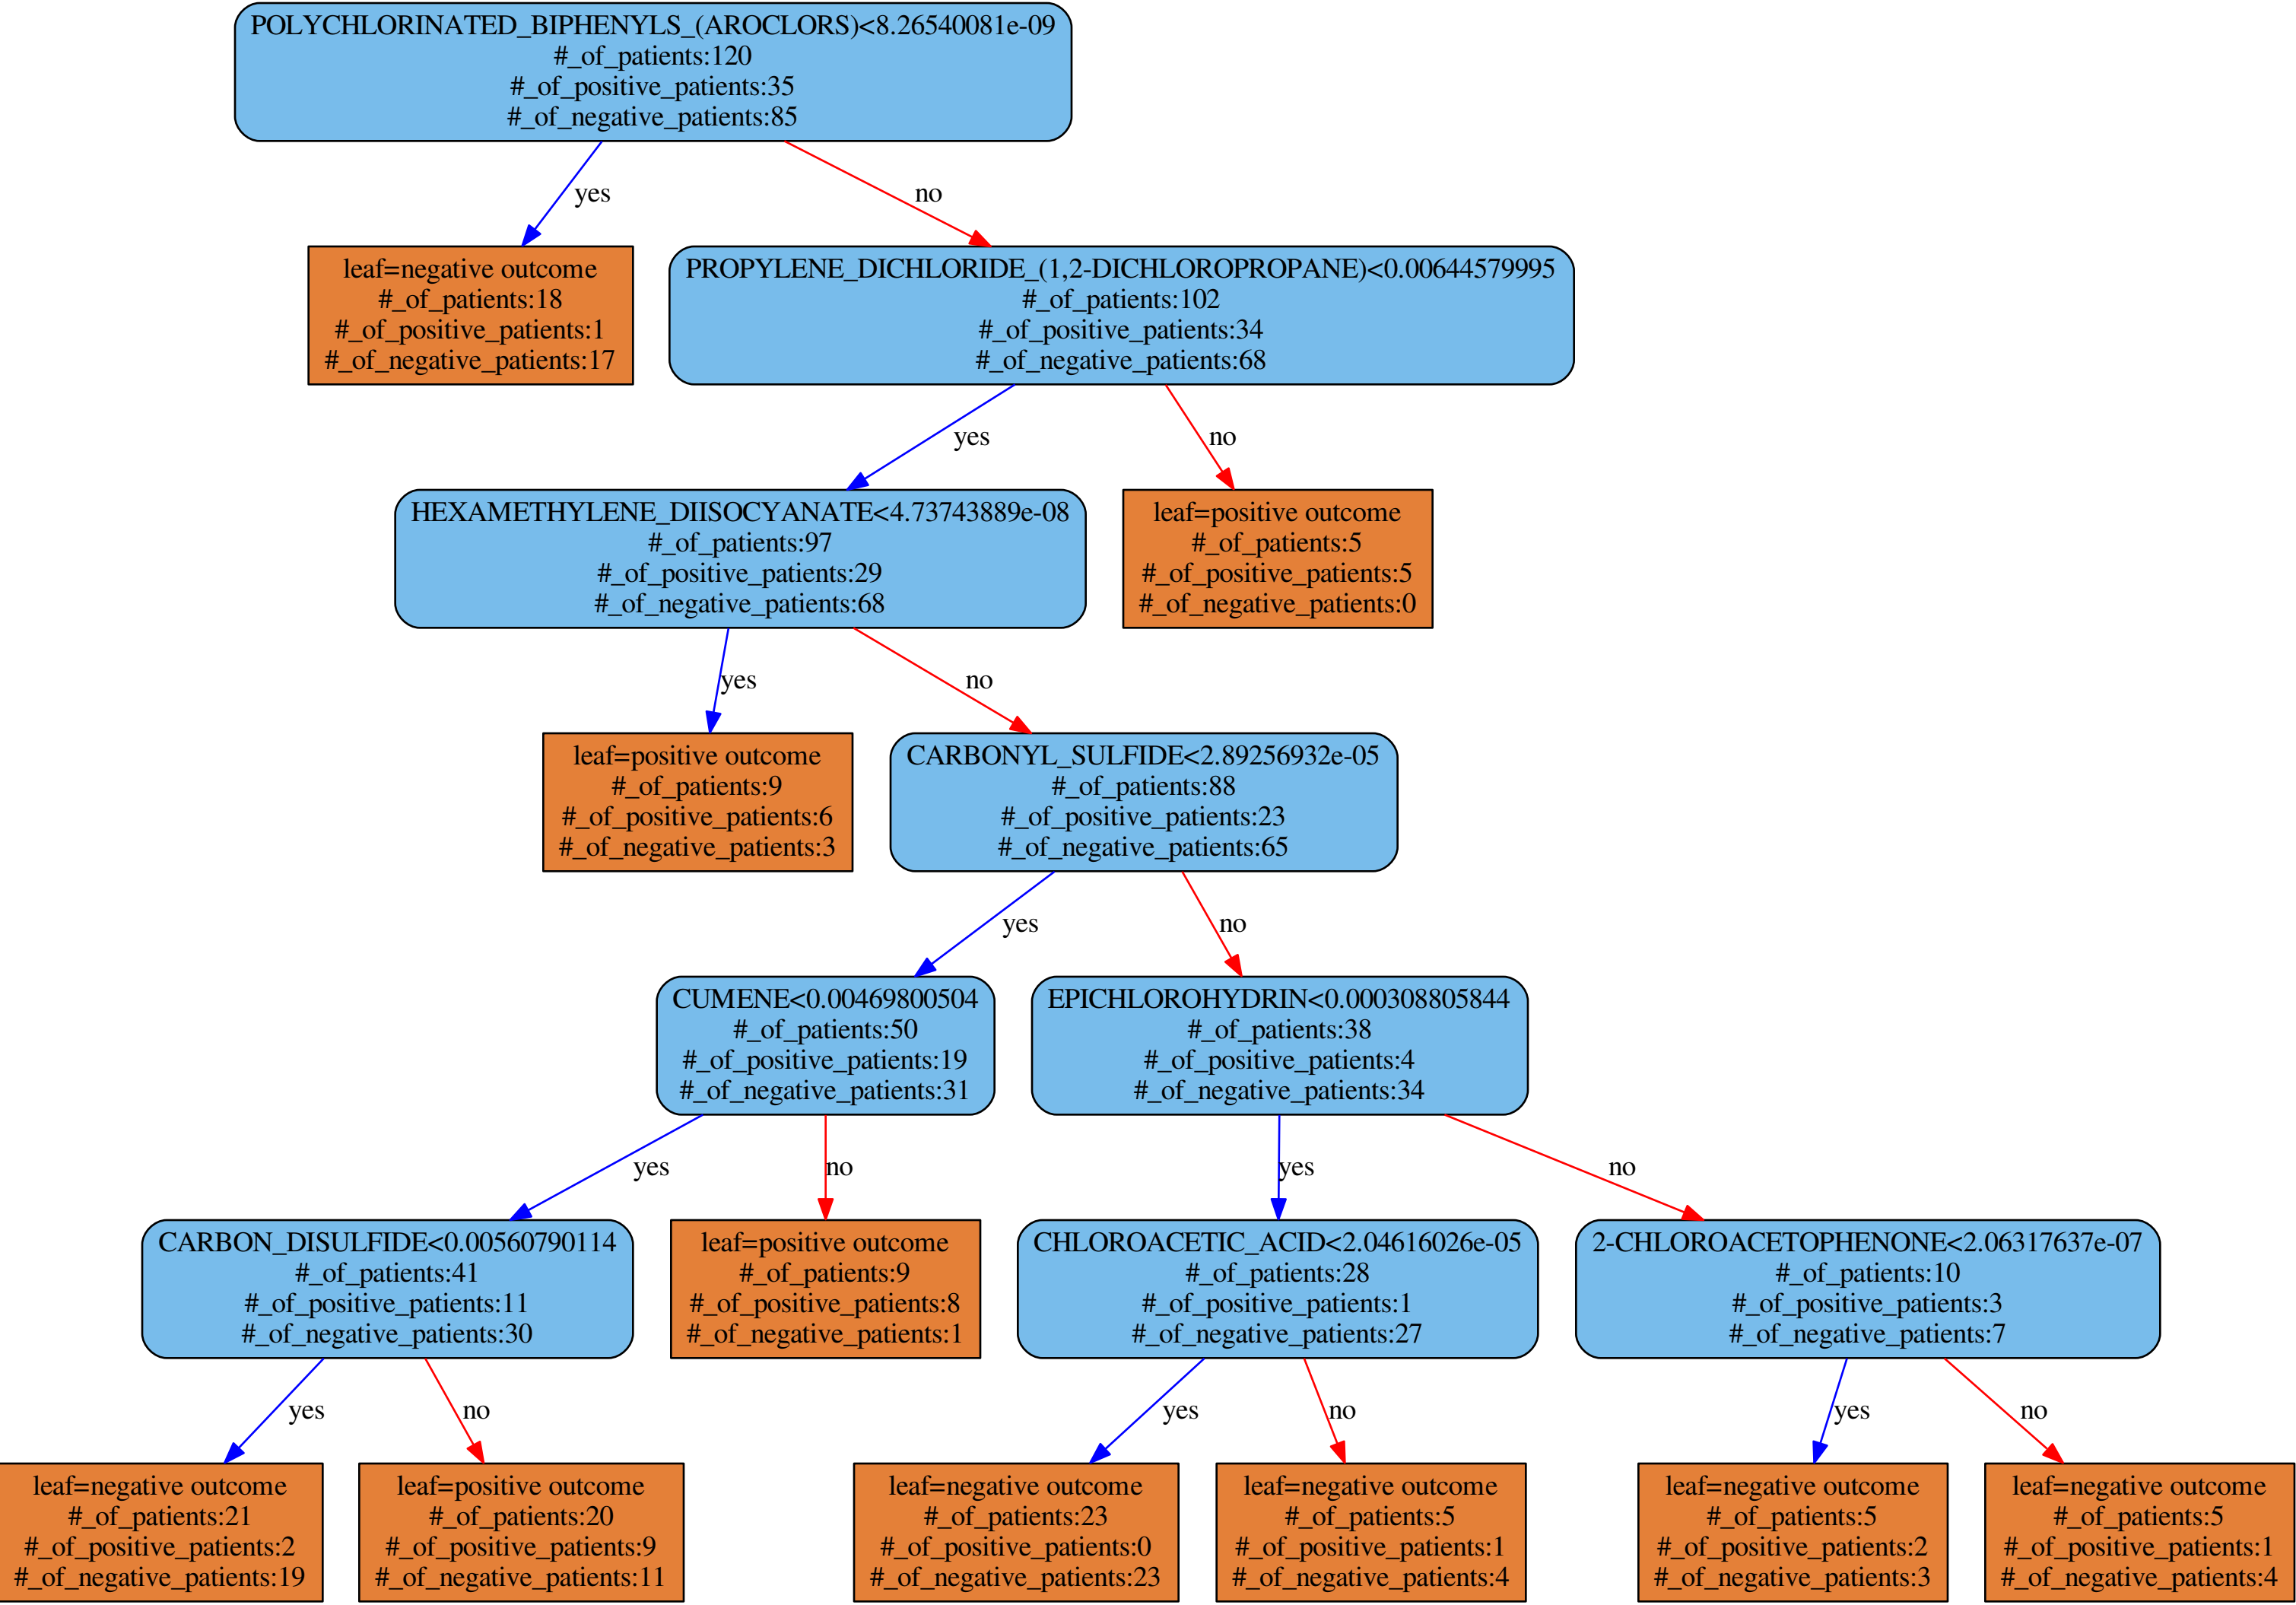 POLYCHLORINATED_BIPHENYLS_(AROCLORS)<8.26540081e-09
#_of_patients:120
#_of_positive_patients:35
#_of_negative_patients:85
yes
no
leaf=negative outcome
#_of_patients:18
#_of_positive_patients:1
#_of_negative_patients:17
PROPYLENE_DICHLORIDE_(1,2-DICHLOROPROPANE)<0.00644579995
#_of_patients:102
#_of_positive_patients:34
#_of_negative_patients:68
yes
no
HEXAMETHYLENE_DIISOCYANATE<4.73743889e-08
#_of_patients:97
#_of_positive_patients:29
#_of_negative_patients:68
leaf=positive outcome
#_of_patients:5
#_of_positive_patients:5
#_of_negative_patients:0
yes
no
leaf=positive outcome
#_of_patients:9
#_of_positive_patients:6
#_of_negative_patients:3
CARBONYL_SULFIDE<2.89256932e-05
#_of_patients:88
#_of_positive_patients:23
#_of_negative_patients:65
yes
no
CUMENE<0.00469800504
#_of_patients:50
#_of_positive_patients:19
#_of_negative_patients:31
EPICHLOROHYDRIN<0.000308805844
#_of_patients:38
#_of_positive_patients:4
#_of_negative_patients:34
yes
no
yes
no
CARBON_DISULFIDE<0.00560790114
#_of_patients:41
#_of_positive_patients:11
#_of_negative_patients:30
leaf=positive outcome
#_of_patients:9
#_of_positive_patients:8
#_of_negative_patients:1
CHLOROACETIC_ACID<2.04616026e-05
#_of_patients:28
#_of_positive_patients:1
#_of_negative_patients:27
2-CHLOROACETOPHENONE<2.06317637e-07
#_of_patients:10
#_of_positive_patients:3
#_of_negative_patients:7
yes
no
yes
no
yes
no
leaf=negative outcome
#_of_patients:21
#_of_positive_patients:2
#_of_negative_patients:19
leaf=positive outcome
#_of_patients:20
#_of_positive_patients:9
#_of_negative_patients:11
leaf=negative outcome
#_of_patients:23
#_of_positive_patients:0
#_of_negative_patients:23
leaf=negative outcome
#_of_patients:5
#_of_positive_patients:1
#_of_negative_patients:4
leaf=negative outcome
#_of_patients:5
#_of_positive_patients:2
#_of_negative_patients:3
leaf=negative outcome
#_of_patients:5
#_of_positive_patients:1
#_of_negative_patients:4